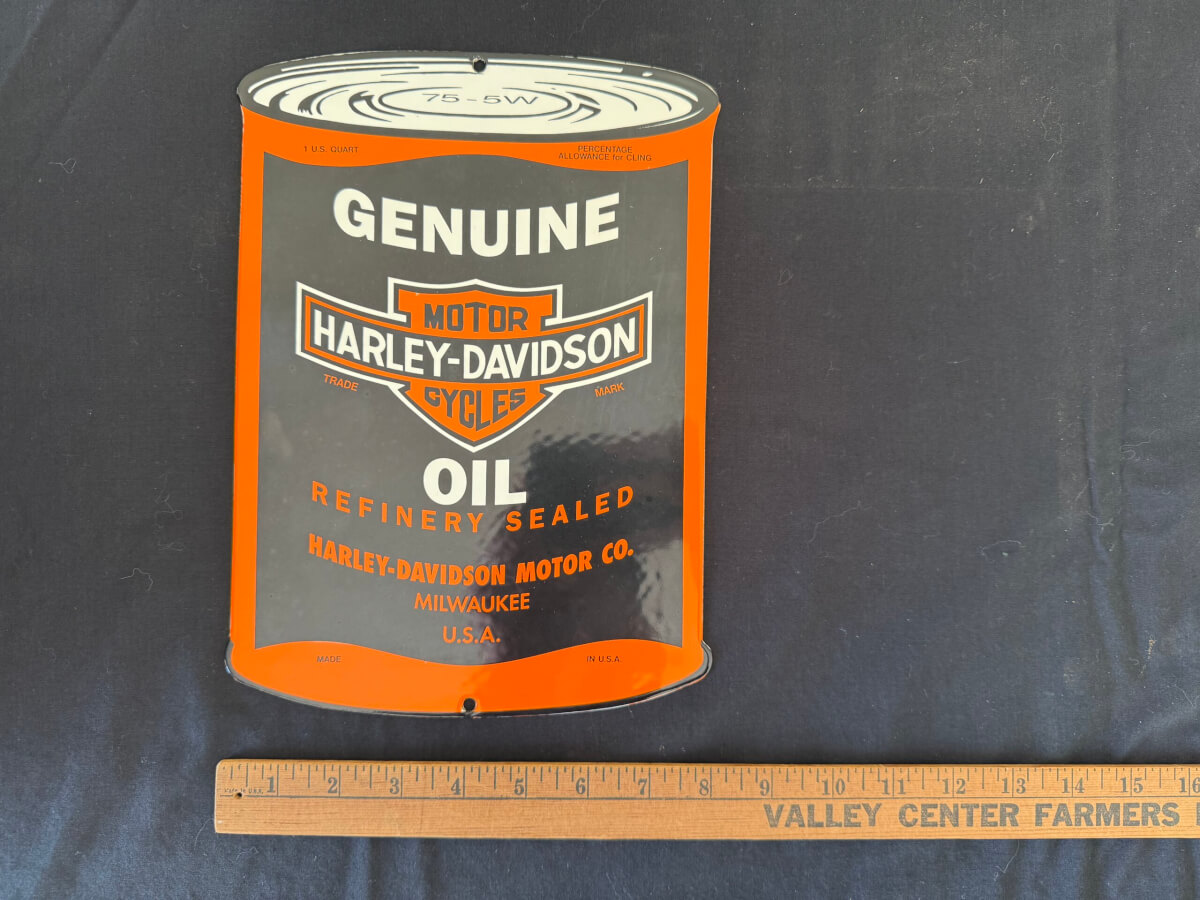 75-5W
1 U.S. QUART
PERCENTAGE
ALLOWANCE for CLING
GENUINE
MOTOR
HARLEY-DAVIDSON
CYCLES
TRADE
MARK
OIL
REFINERY SEALED
HARLEY-DAVIDSON MOTOR CO.
MILWAUKEE
U.S.A.
MADE
IN U.S.A.
1 2 3 4 5 6 7 8 9 10 11 12 13 14 15 16
Made in U.S.A.
VALLEY CENTER FARMERS